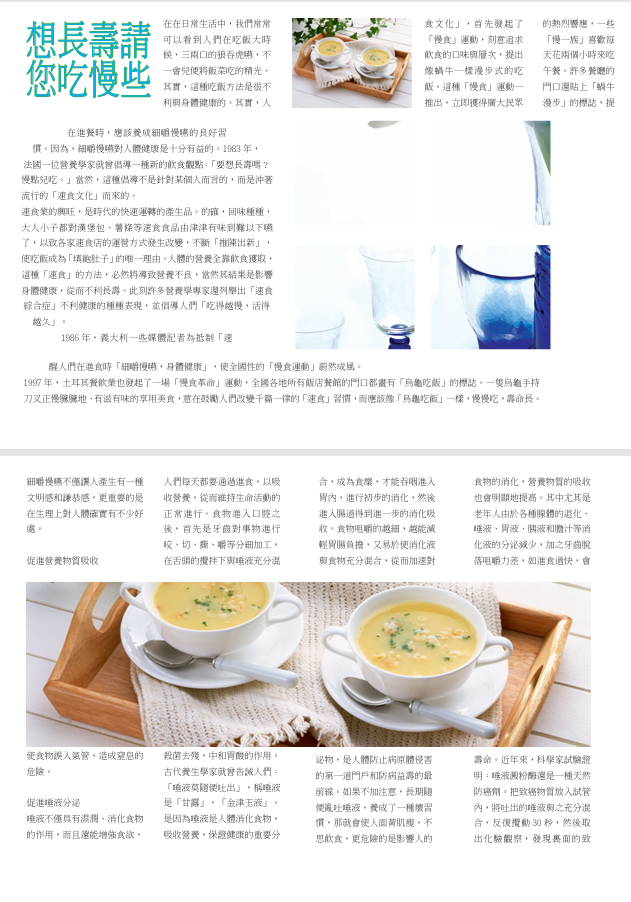 想長壽請
您吃慢些
在在日常生活中，我們常常
可以看到人們在吃飯大時
候，三兩口的狼吞虎嚥，不
一會兒便將飯菜吃的精光。
其實，這種吃飯方法是很不
利與身體健康的。其實，人
在進餐時，應該養成細嚼慢嚥的良好習
慣。因為，細嚼慢嚥對人體健康是十分有益的。1983 年，
法國一位營養學家就曾倡導一種新的飲食觀點：「要想長壽嗎？
慢點兒吃。」當然，這種倡導不是針對某個人而言的，而是沖著
流行的「速食文化」而來的。
速食業的興旺，是時代的快速運轉的產生品。的確，回味種種，
大人小子都對漢堡包、薯條等速食食品由津津有味到難以下嚥
了，以致各家速食店的運營方式發生改變，不斷「推陳出新」，
使吃飯成為「填飽肚子」的唯一理由。人體的營養全靠飲食獲取，
這種「速食」的方法，必然將導致營養不良，當然其結果是影響
身體健康，從而不利長壽。此刻許多營養學專家還列舉出「速食
綜合症」不利健康的種種表現，並倡導人們「吃得越慢，活得
越久」。
1986 年，義大利一些媒體記者為抵制「速
食文化」，首先發起了
「慢食」運動，刻意追求
飲食的口味與層次，提出
像蝸牛一樣漫步式的吃
飯。這種「慢食」運動一
推出，立即獲得廣大民眾
的熱烈響應，一些
「慢一族」喜歡每
天花兩個小時來吃
午餐。許多餐廳的
門口還貼上「蝸牛
漫步」的標誌，提
醒人們在進食時「細嚼慢嚥，身體健康」，使全國性的「慢食運動」蔚然成風。
1997 年，土耳其餐飲業也發起了一場「慢食革命」運動，全國各地所有飯店餐館的門口都畫有「烏龜吃飯」的標誌。一隻烏龜手持
刀叉正慢騰騰地、有滋有味的享用美食，意在鼓勵人們改變千篇一律的「速食」習慣，而應該像「烏龜吃飯」一樣，慢慢吃，壽命長。
細嚼慢嚥不僅讓人產生有一種
文明感和謙恭感，更重要的是
在生理上對人體確實有不少好
處。
促進營養物質吸收
人們每天都要通過進食，以吸
收營養，從而維持生命活動的
正常進行。食物進入口腔之
後，首先是牙齒對事物進行
咬、切、撕、嚼等分細加工，
在舌頭的攪拌下與唾液充分混
合，成為食糜，才能吞咽進入
胃內，進行初步的消化，然後
進入腸道得到進一步的消化吸
收。食物咀嚼的越細，越能減
輕胃腸負擔，又易於使消化液
與食物充分混合，從而加速對
食物的消化，營養物質的吸收
也會明顯地提高。其中尤其是
老年人由於各種腺體的退化、
唾液、胃液、胰液和膽汁等消
化液的分泌減少，加之牙齒脫
落咀嚼力差，如進食過快，會
使食物誤入氣管，造成窒息的
危險。
促進唾液分泌
唾液不僅具有濕潤、消化食物
的作用，而且還能增強食欲，
殺菌去殘，中和胃酸的作用。
古代養生學家就曾告誡人們：
「唾液莫隨便吐出」，稱唾液
是「甘露」，「金津玉液」。
是因為唾液是人體消化食物，
吸收營養，保證健康的重要分
泌物，是人體防止病原體侵害
的第一道門戶和防病益壽的最
前線。如果不加注意，長期隨
便亂吐唾液，養成了一種壞習
慣，那就會使人面黃肌瘦，不
思飲食。更危險的是影響人的
壽命。近年來，科學家試驗證
明：唾液澱粉酶還是一種天然
防癌劑。把致癌物質放入試管
內，將吐出的唾液與之充分混
合，反復攪動 30 秒，然後取
出化驗觀察，發現裏面的致